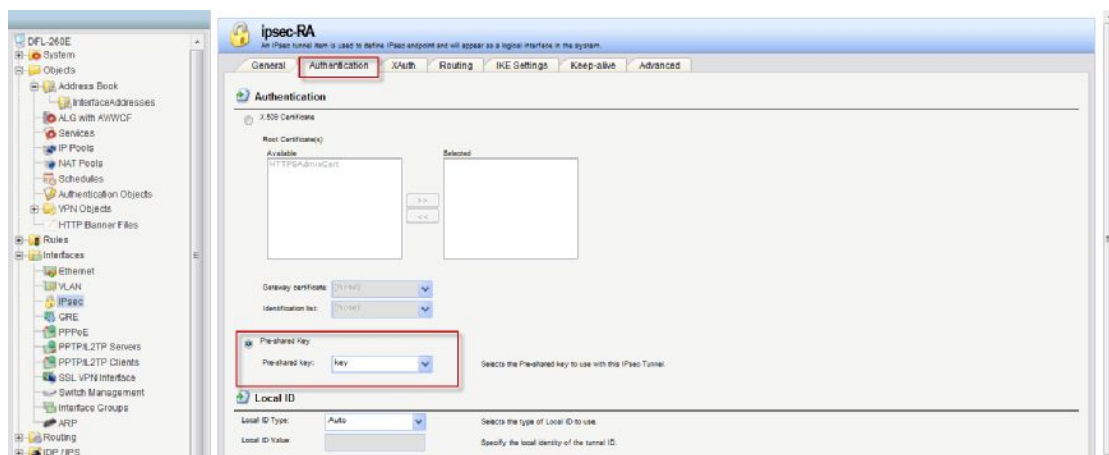 DFL-260E
System
Objects
Address Book
InterfaceAddresses
ALG with AV/WCF
Services
IP Pools
NAT Pools
Schedules
Authentication Objects
VPN Objects
HTTP Banner Files
Rules
Interfaces
Ethernet
VLAN
IPsec
GRE
PPPoE
PPTP/L2TP Servers
PPTP/L2TP Clients
SSL VPN Interface
Switch Management
Interface Groups
ARP
Routing
IDP / IPS
ipsec-RA
An IPsec tunnel item is used to define IPsec endpoint and will appear as a logical interface in the system.
General Authentication XAuth Routing IKE Settings Keep-alive Advanced
Authentication
X.509 Certificate
Root Certificate(s)
Available Selected
HTTPSAdminCert
>>
<<
Gateway certificate: (None)
Identification list: (None)
Pre-shared Key
Pre-shared key: key Selects the Pre-shared key to use with this IPsec Tunnel.
Local ID
Local ID Type: Auto Selects the type of Local ID to use.
Local ID Value: Specify the local identity of the tunnel ID.